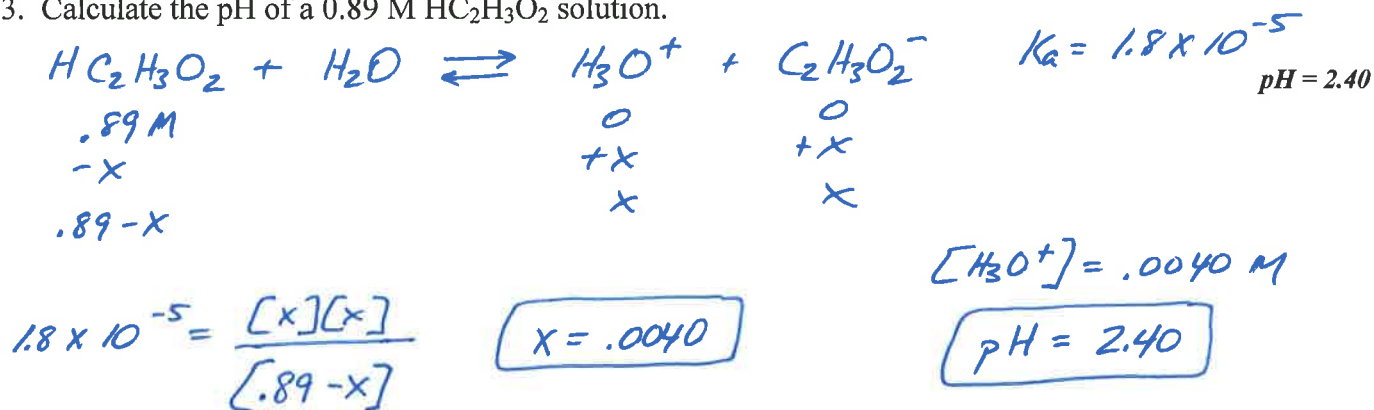 3. Calculate the pH of a 0.89 M HC₂H₃O₂ solution.
HC₂H₃O₂ + H₂O ⇌ H₃O⁺ + C₂H₃O₂⁻ Ka = 1.8 X 10⁻⁵
pH = 2.40
.89 M 0 0
-X +X +X
.89-X X X
[H₃O⁺] = .0040 M
1.8 X 10⁻⁵ = [X][X] / [.89-X] X = .0040 pH = 2.40